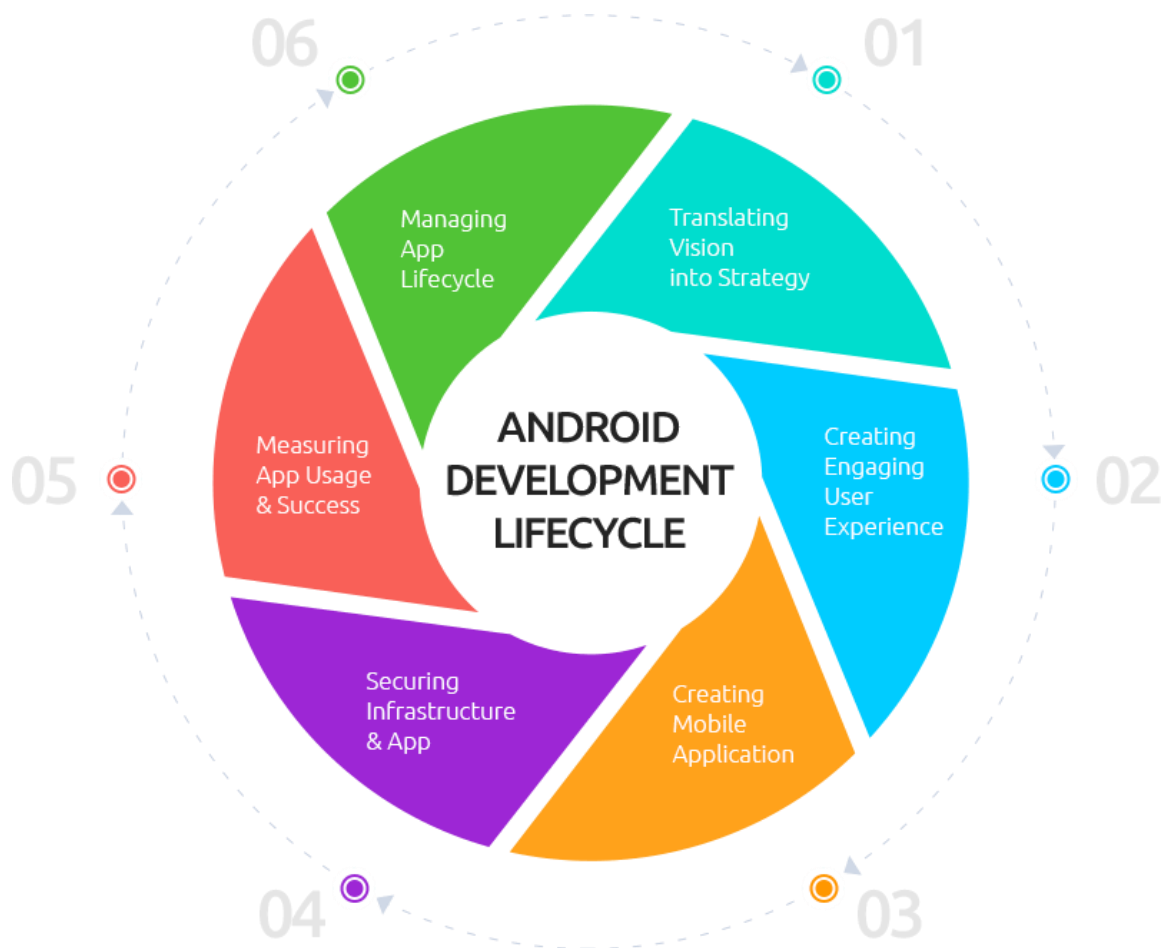 06
01
Managing
App
Lifecycle
Translating
Vision
into Strategy
ANDROID
DEVELOPMENT
LIFECYCLE
Measuring
App Usage
& Success
Creating
Engaging
User
Experience
05
02
Securing
Infrastructure
& App
Creating
Mobile
Application
04
03